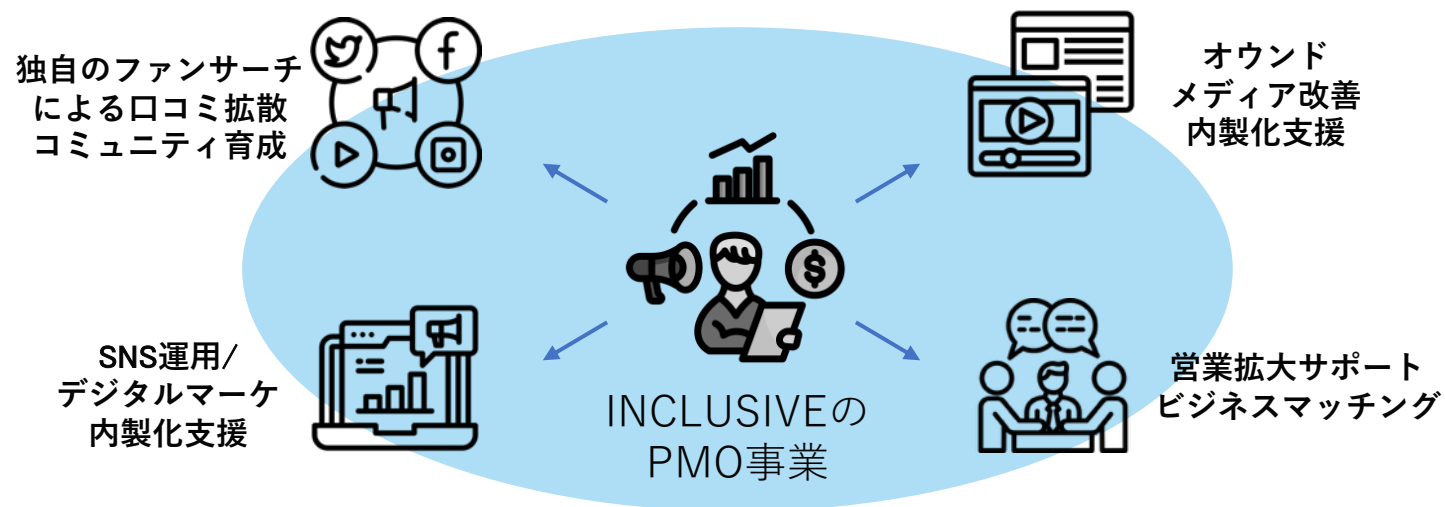 独自のファンサーチ
による口コミ拡散
コミュニティ育成
オウンド
メディア改善
内製化支援
SNS運用/
デジタルマーケ
内製化支援
営業拡大サポート
ビジネスマッチング
INCLUSIVEの
PMO事業